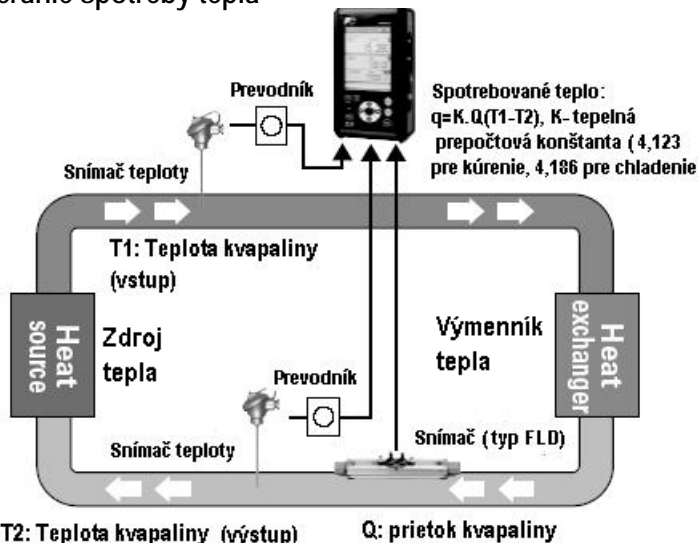 Prevodník
Spotrebované teplo:
q=K.Q(T1-T2), K- tepelná
prepočtová konštanta ( 4,123
pre kúrenie, 4,186 pre chladenie
Snímač teploty
T1: Teplota kvapaliny
(vstup)
Heat
source
Zdroj
tepla
Výmenník
tepla
Heat
exchanger
Prevodník
Snímač teploty
Snímač (typ FLD)
T2: Teplota kvapaliny (výstup)
Q: prietok kvapaliny